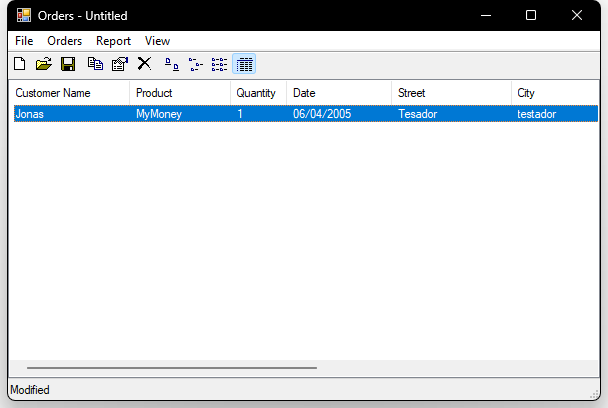 Orders - Untitled
File Orders Report View
Customer Name Product Quantity Date Street City
Jonas MyMoney 1 06/04/2005 Tesador testador
Modified